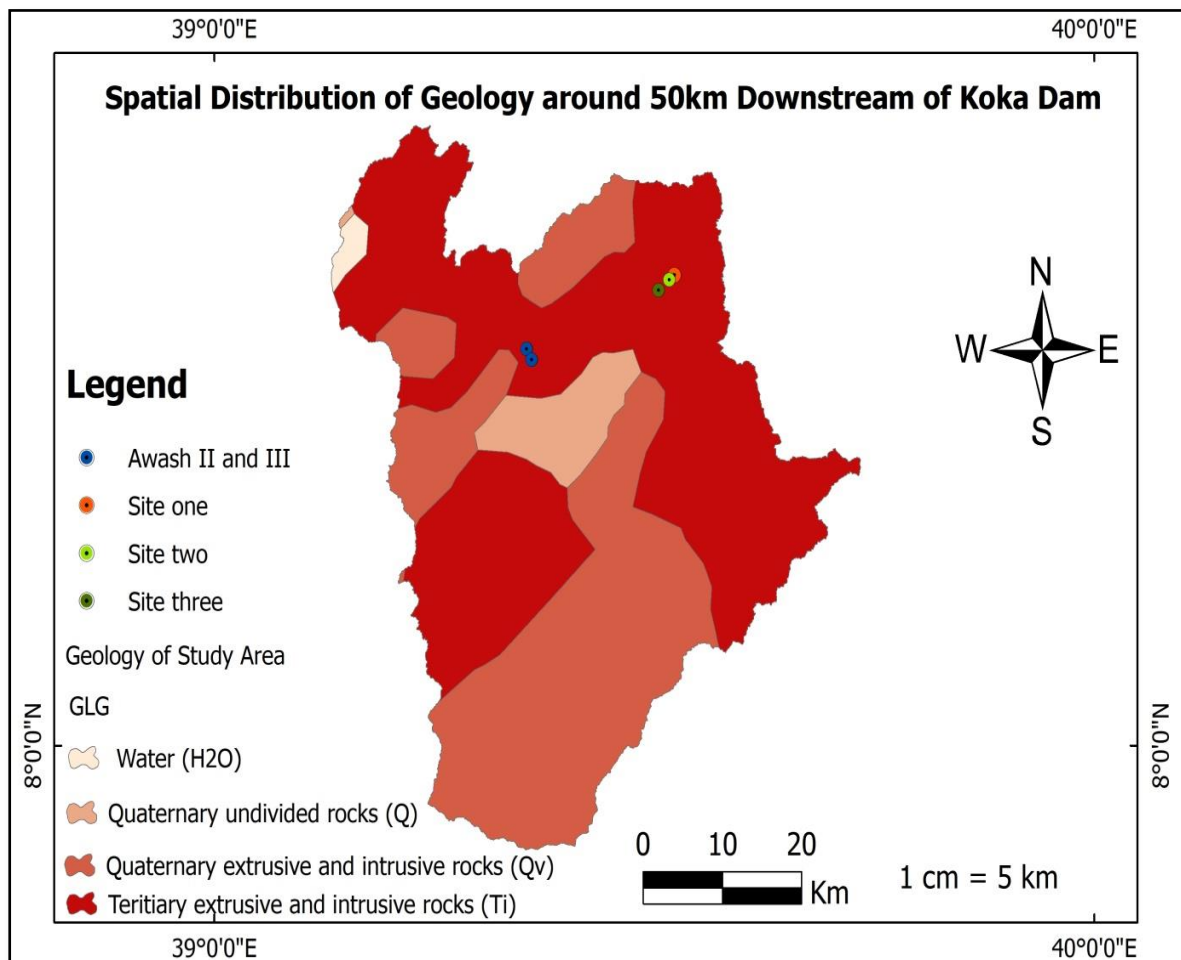 39°0'0"E
40°0'0"E
Spatial Distribution of Geology around 50km Downstream of Koka Dam
N
W
E
S
Legend
Awash II and III
Site one
Site two
Site three
Geology of Study Area
GLG
Water (H2O)
Quaternary undivided rocks (Q)
Quaternary extrusive and intrusive rocks (Qv)
Teritiary extrusive and intrusive rocks (Ti)
8°0'0"N
8°0'0"N
0
10
20
Km
1 cm = 5 km
39°0'0"E
40°0'0"E